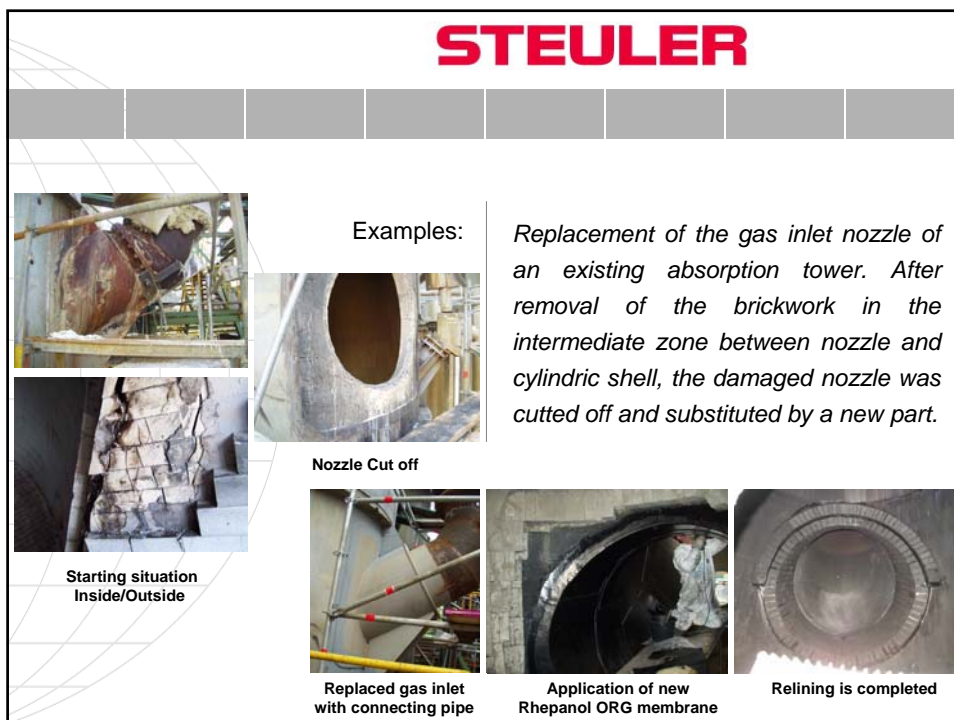 STEULER
Examples:
Replacement of the gas inlet nozzle of
an existing absorption tower. After
removal of the brickwork in the
intermediate zone between nozzle and
cylindric shell, the damaged nozzle was
cutted off and substituted by a new part.
Nozzle Cut off
Starting situation
Inside/Outside
Replaced gas inlet
with connecting pipe
Application of new
Rhepanol ORG membrane
Relining is completed